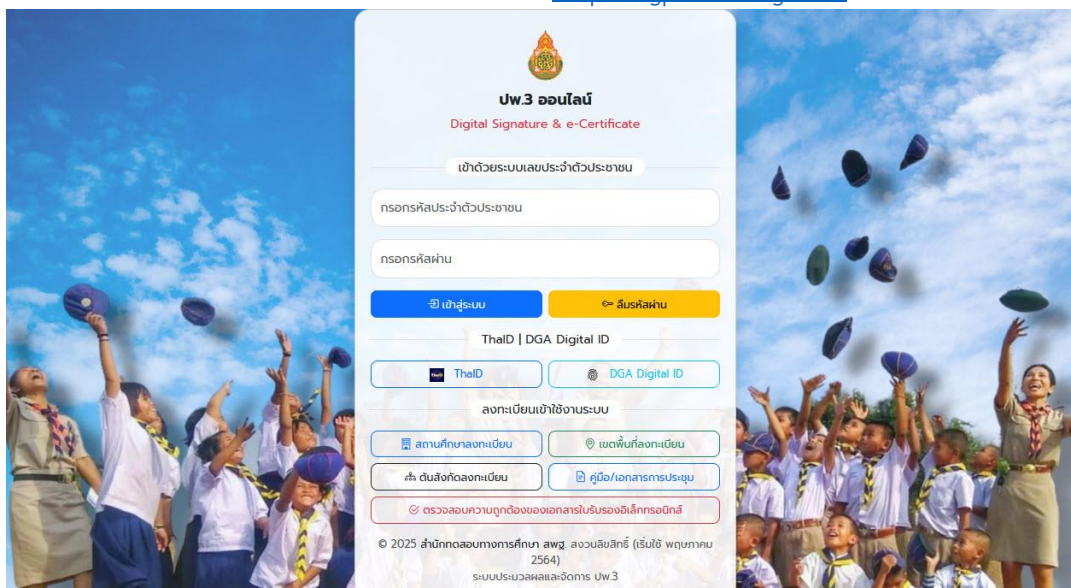 ปพ.3 ออนไลน์
Digital Signature & e-Certificate
เข้าด้วยระบบเลขประจำตัวประชาชน
กรอกรหัสประจำตัวประชาชน
กรอกรหัสผ่าน
เข้าสู่ระบบ
ลืมรหัสผ่าน
ThaID | DGA Digital ID
ThaID
DGA Digital ID
ลงทะเบียนเข้าใช้งานระบบ
สถานศึกษาลงทะเบียน
เขตพื้นที่ลงทะเบียน
ต้นสังกัดลงทะเบียน
คู่มือ/เอกสารการประชุม
ตรวจสอบความถูกต้องของเอกสารใบรับรองอิเล็กทรอนิกส์
© 2025 สำนักทดสอบทางการศึกษา สพฐ. สงวนลิขสิทธิ์ (เริ่มใช้ พฤษภาคม
2564)
ระบบประมวลผลและจัดการ ปพ.3